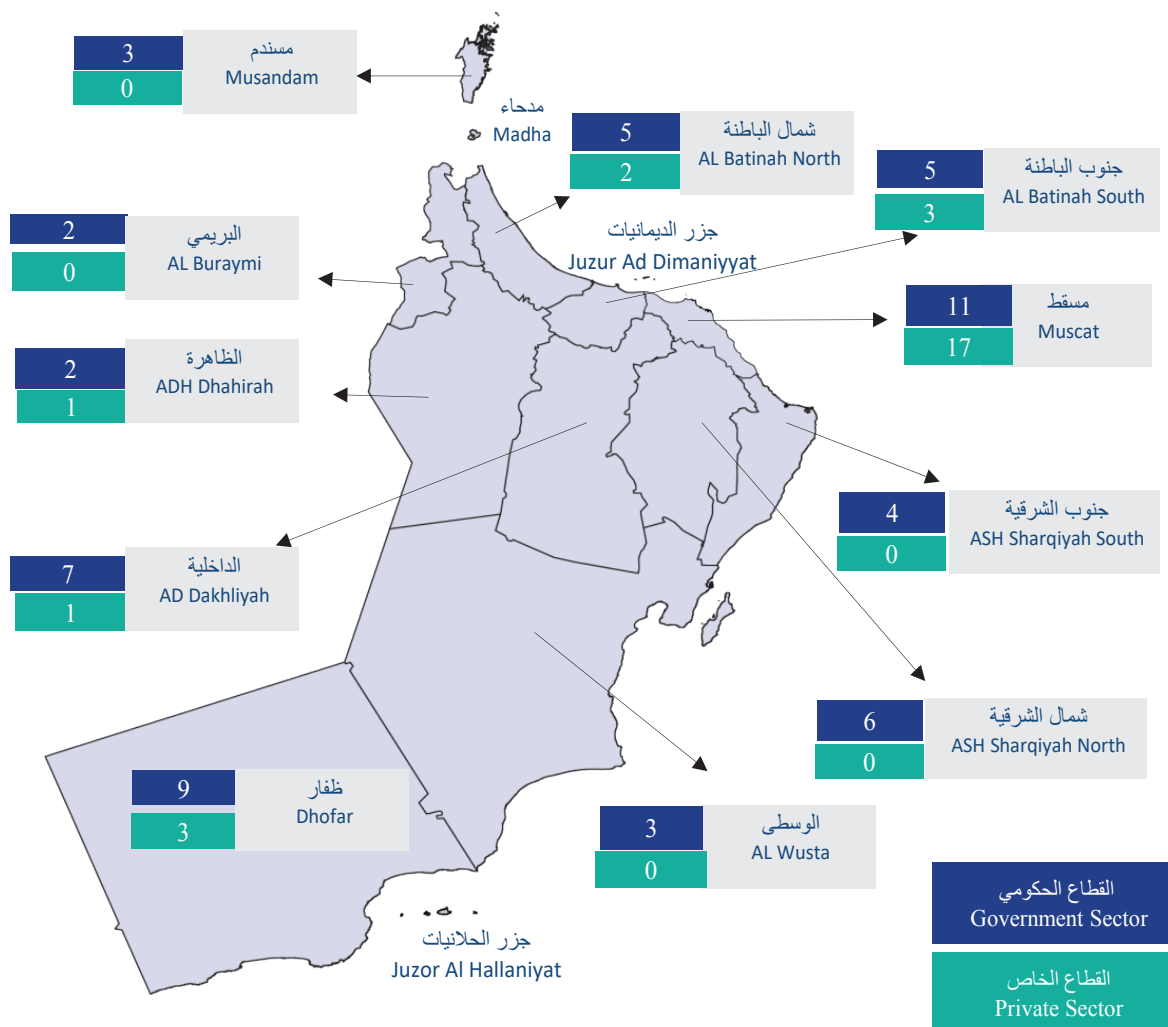 3
0
مسندم
Musandam
مدحاء
Madha
5
2
شمال الباطنة
AL Batinah North
5
3
جنوب الباطنة
AL Batinah South
2
0
البريمي
AL Buraymi
جزر الديمانيات
Juzur Ad Dimaniyyat
11
17
مسقط
Muscat
2
1
الظاهرة
ADH Dhahirah
4
0
جنوب الشرقية
ASH Sharqiyah South
7
1
الداخلية
AD Dakhliyah
6
0
شمال الشرقية
ASH Sharqiyah North
9
3
ظفار
Dhofar
3
0
الوسطى
AL Wusta
جزر الحلانيات
Juzor Al Hallaniyat
القطاع الحكومي
Government Sector
القطاع الخاص
Private Sector